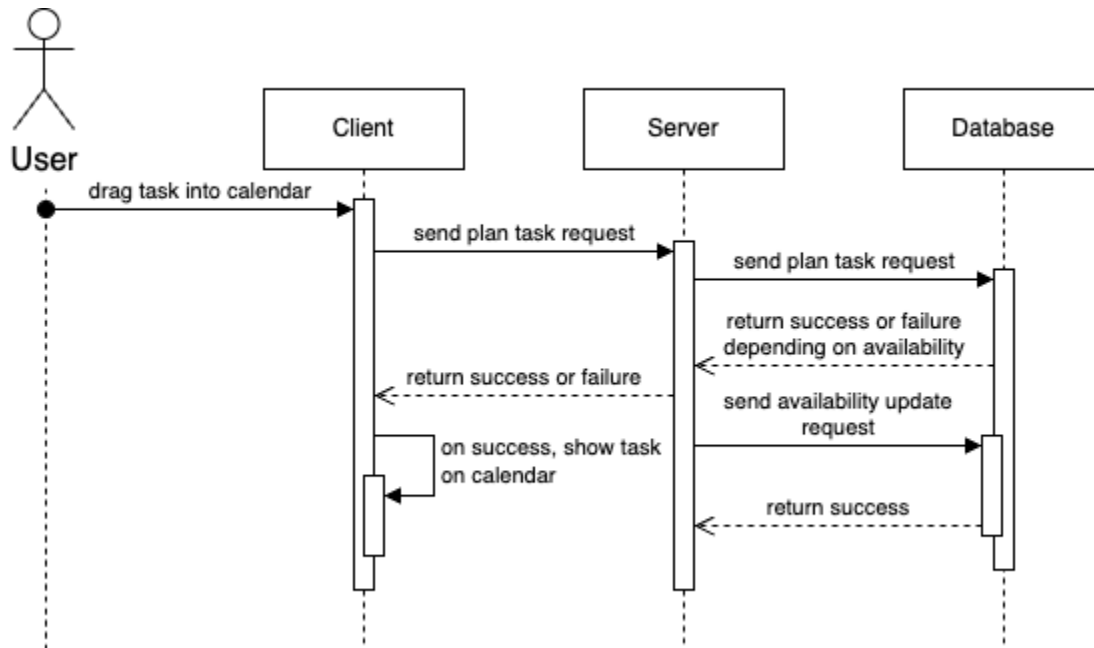 User
Client
Server
Database
drag task into calendar
send plan task request
send plan task request
return success or failure
depending on availability
return success or failure
send availability update
request
on success, show task
on calendar
return success